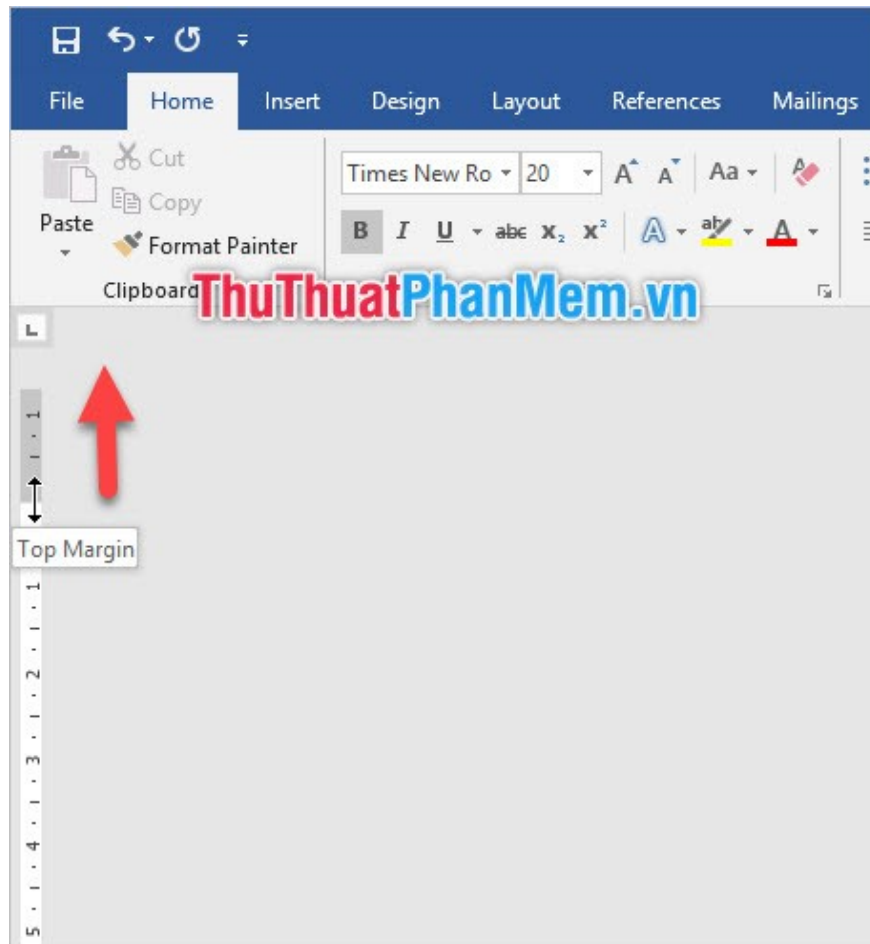 File Home Insert Design Layout References Mailings
Cut
Times New Ro 20 A A Aa A
Copy
Paste
B I U abc X₂ X² A ab A
Format Painter
Clipboard
ThuThuatPhanMem.vn
L
1
Top Margin
1
2
3
4
5